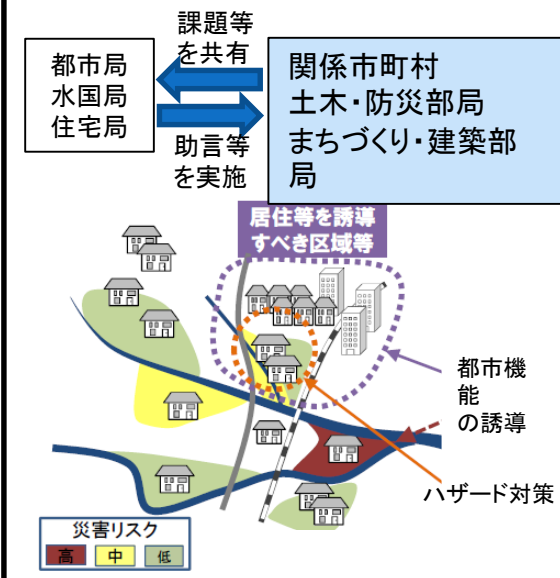 課題等
を共有
都市局
水国局
住宅局
関係市町村
土木・防災部局
まちづくり・建築部
局
助言等
を実施
居住等を誘導
すべき区域等
都市機
能
の誘導
ハザード対策
災害リスク
高 中 低